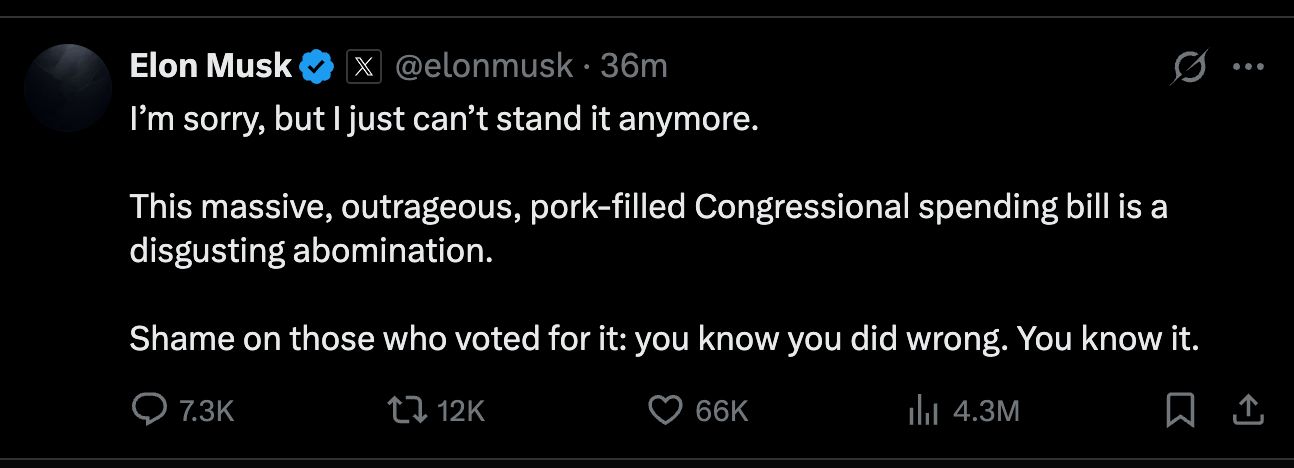 Elon Musk X @elonmusk · 36m
I’m sorry, but I just can’t stand it anymore.
This massive, outrageous, pork-filled Congressional spending bill is a
disgusting abomination.
Shame on those who voted for it: you know you did wrong. You know it.
7.3K 12K 66K 4.3M